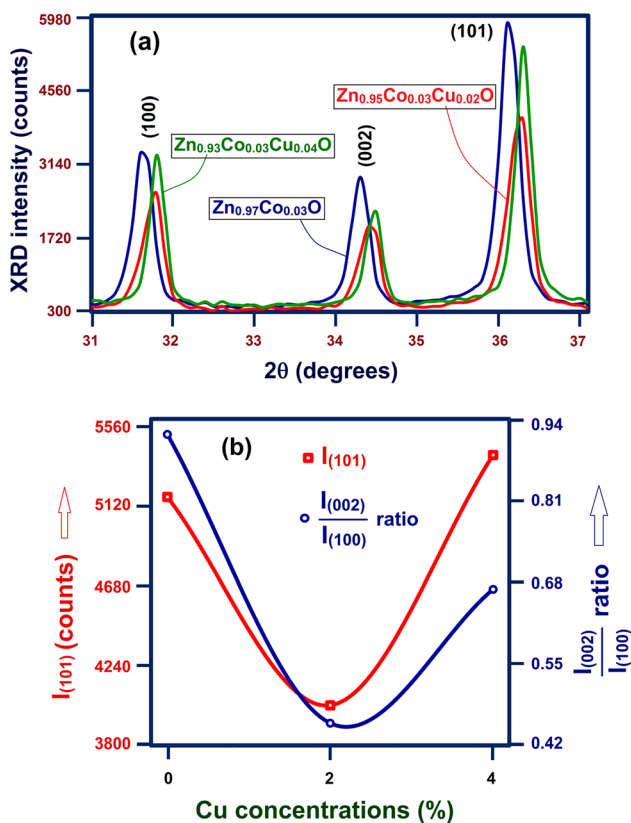 (a)
XRD intensity (counts)
5980
4560
3140
1720
300
(100)
(002)
(101)
Zn0.95Co0.03Cu0.02O
Zn0.93Co0.03Cu0.04O
Zn0.97Co0.03O
31 32 33 34 35 36 37
2θ (degrees)
(b)
I(101) (counts)
5560
5120
4680
4240
3800
I(101)
I(002)
I(100) ratio
0.94
0.81
0.68
0.55
0.42
I(002)
I(100) ratio
0 2 4
Cu concentrations (%)